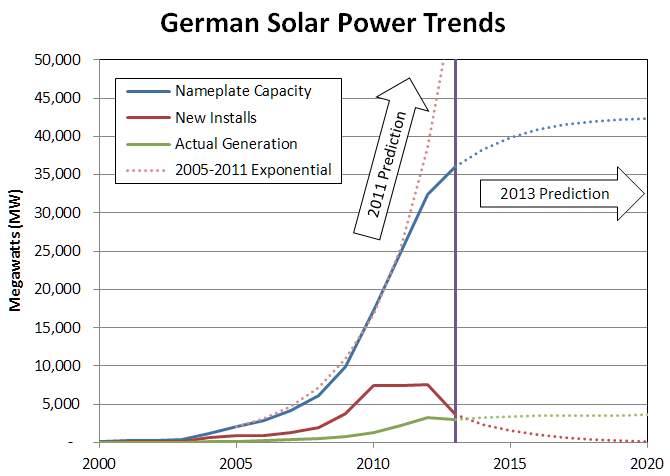 German Solar Power Trends
50,000
45,000
40,000
35,000
30,000
25,000
20,000
15,000
10,000
5,000
-
Megawatts (MW)
Nameplate Capacity
New Installs
Actual Generation
2005-2011 Exponential
2011 Prediction
2013 Prediction
2000
2005
2010
2015
2020